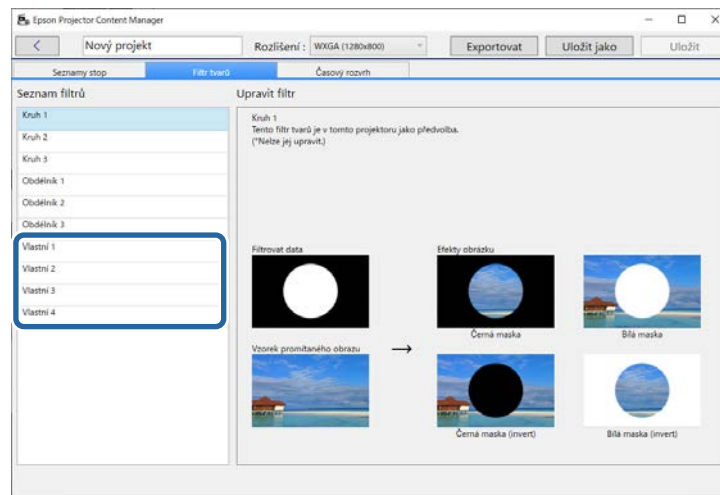 Epson Projector Content Manager
Nový projekt Rozlišení : WXGA (1280x800) Exportovat Uložit jako Uložit
Seznamy stop Filtr tvarů Časový rozvrh
Seznam filtrů
Kruh 1
Kruh 2
Kruh 3
Obdélník 1
Obdélník 2
Obdélník 3
Vlastní 1
Vlastní 2
Vlastní 3
Vlastní 4
Upravit filtr
Kruh 1
Tento filtr tvarů je v tomto projektoru jako předvolba.
(*Nelze jej upravit.)
Filtrovat data
Vzorek promítaného obrazu
→
Efekty obrázku
Černá maska
Bílá maska
Černá maska (invert)
Bílá maska (invert)